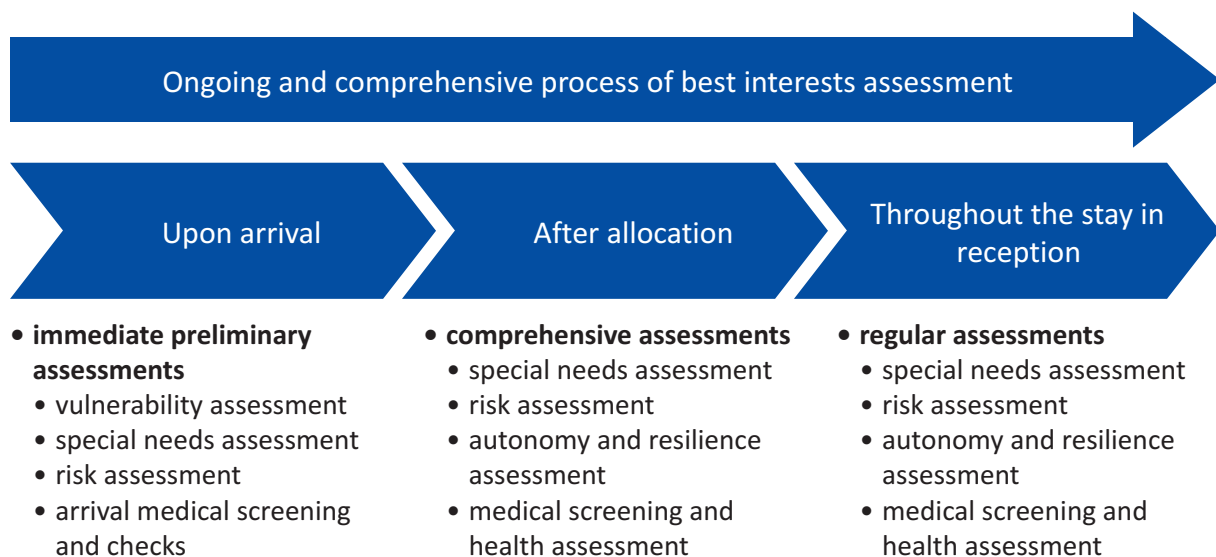 Ongoing and comprehensive process of best interests assessment
Upon arrival
After allocation
Throughout the stay in
reception
• immediate preliminary
assessments
• vulnerability assessment
• special needs assessment
• risk assessment
• arrival medical screening
and checks
• comprehensive assessments
• special needs assessment
• risk assessment
• autonomy and resilience
assessment
• medical screening and
health assessment
• regular assessments
• special needs assessment
• risk assessment
• autonomy and resilience
assessment
• medical screening and
health assessment